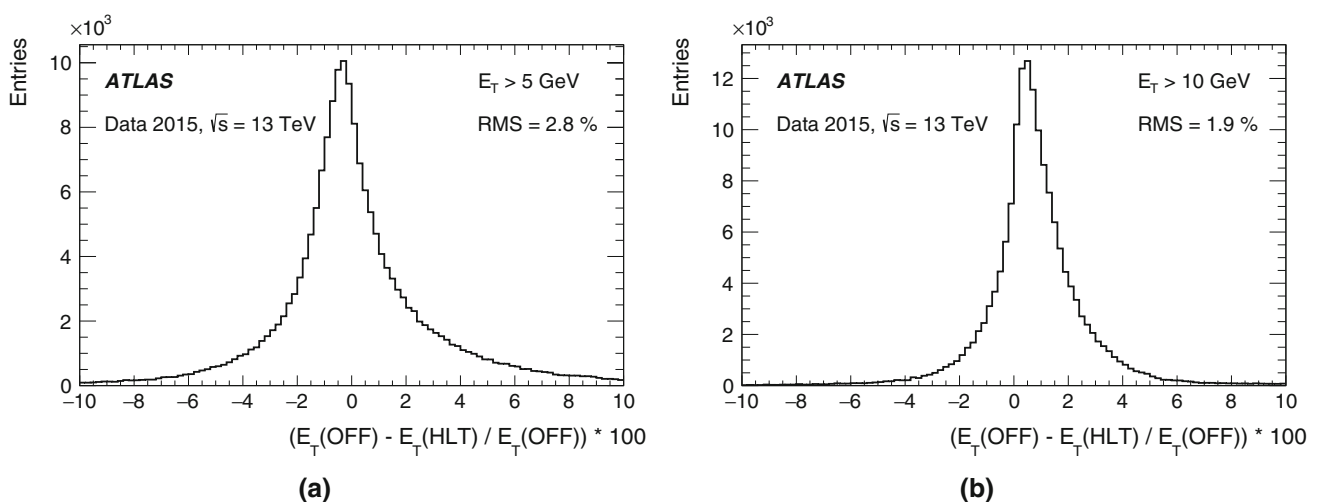 ×10³
Entries
10
8
6
4
2
0
ATLAS
E_T > 5 GeV
Data 2015, √s = 13 TeV
RMS = 2.8 %
−10 −8 −6 −4 −2 0 2 4 6 8 10
(E_T(OFF) - E_T(HLT) / E_T(OFF)) * 100
(a)
×10³
Entries
12
10
8
6
4
2
0
ATLAS
E_T > 10 GeV
Data 2015, √s = 13 TeV
RMS = 1.9 %
−10 −8 −6 −4 −2 0 2 4 6 8 10
(E_T(OFF) - E_T(HLT) / E_T(OFF)) * 100
(b)